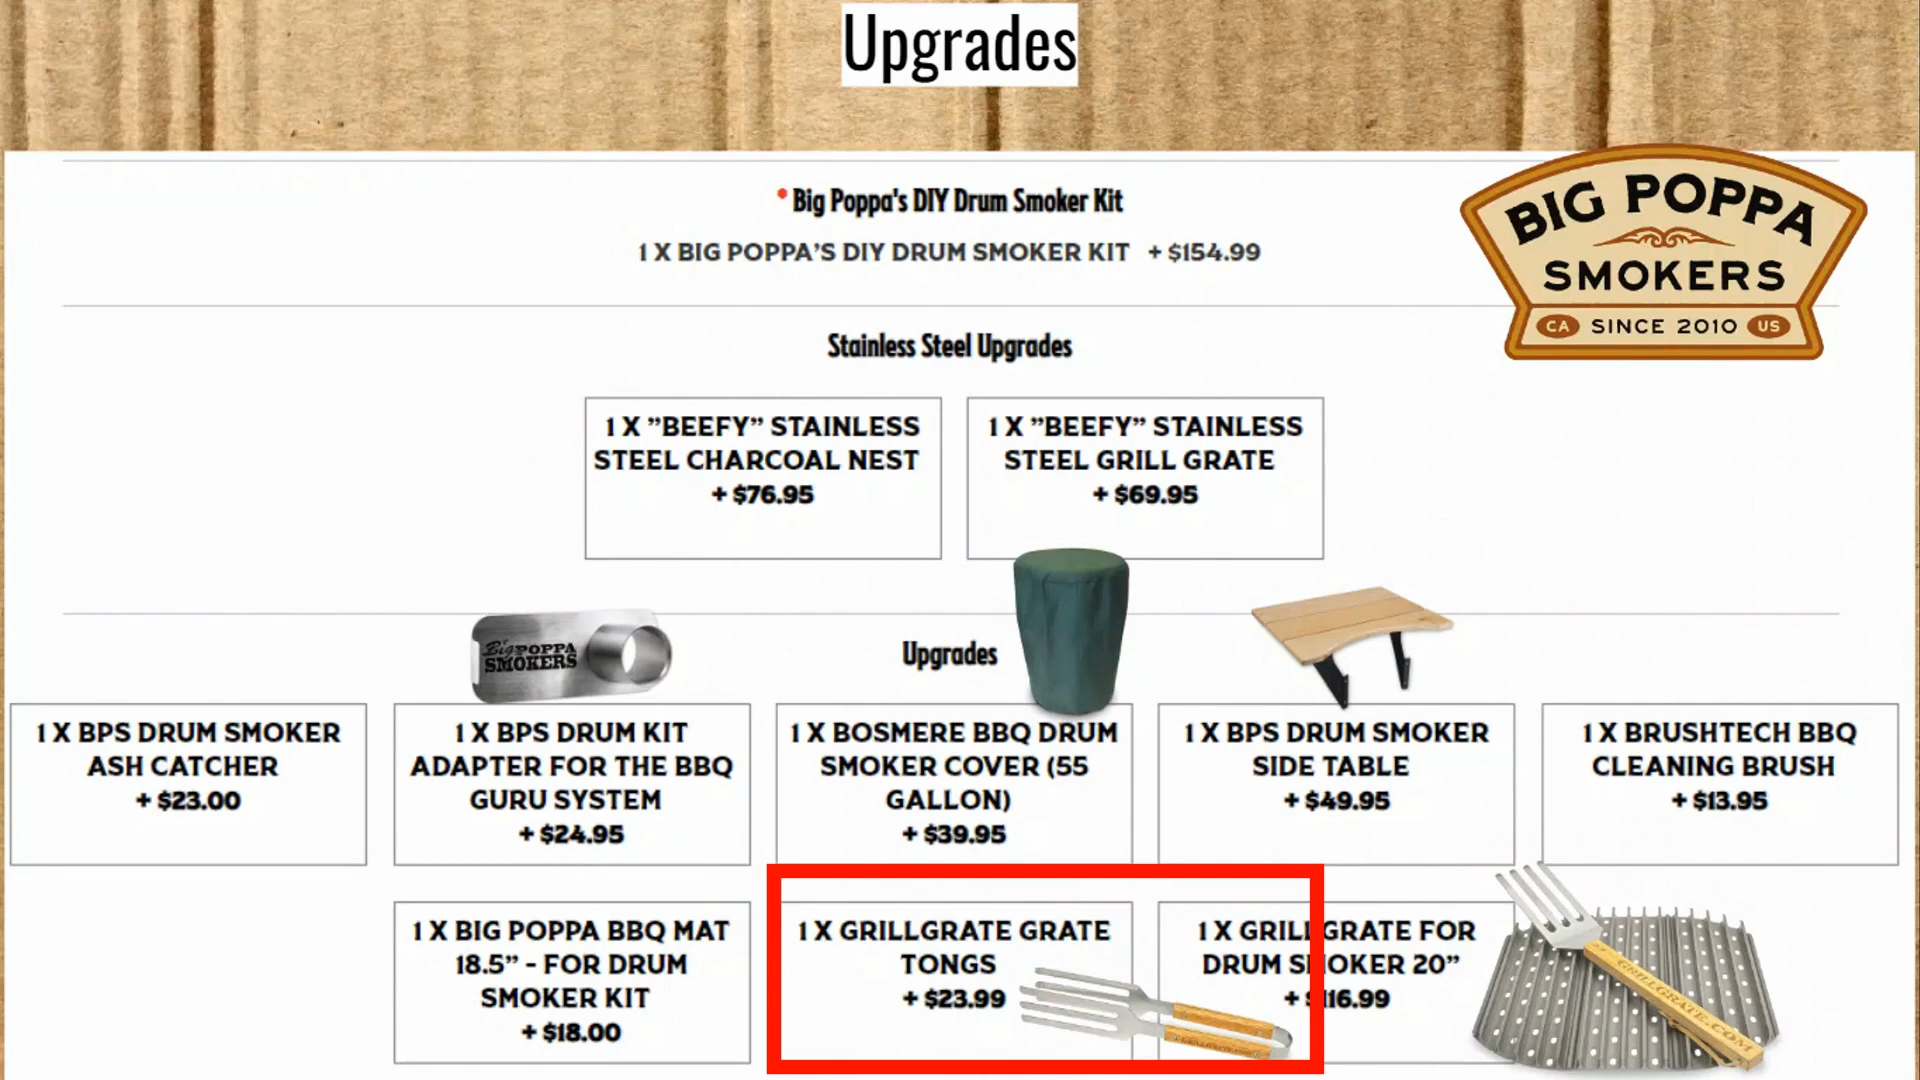 Upgrades
* Big Poppa's DIY Drum Smoker Kit
1 X BIG POPPA'S DIY DRUM SMOKER KIT + $154.99
BIG POPPA
SMOKERS
CA SINCE 2010 US
Stainless Steel Upgrades
1 X "BEEFY" STAINLESS
STEEL CHARCOAL NEST
+ $76.95
1 X "BEEFY" STAINLESS
STEEL GRILL GRATE
+ $69.95
Big POPPA
SMOKERS
Upgrades
1 X BPS DRUM SMOKER
ASH CATCHER
+ $23.00
1 X BPS DRUM KIT
ADAPTER FOR THE BBQ
GURU SYSTEM
+ $24.95
1 X BOSMERE BBQ DRUM
SMOKER COVER (55
GALLON)
+ $39.95
1 X BPS DRUM SMOKER
SIDE TABLE
+ $49.95
1 X BRUSHTECH BBQ
CLEANING BRUSH
+ $13.95
1 X BIG POPPA BBQ MAT
18.5" - FOR DRUM
SMOKER KIT
+ $18.00
1 X GRILLGRATE GRATE
TONGS
+ $23.99
1 X GRILLGRATE FOR
DRUM SMOKER 20"
+ $116.99
GRILLGRATE.COM